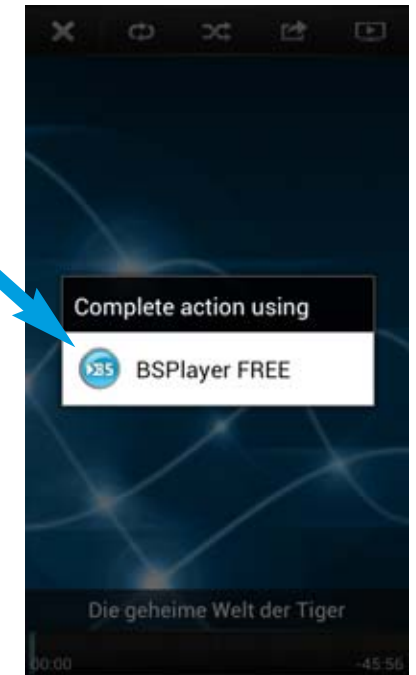 Complete action using
BS
BSPlayer FREE
Die geheime Welt der Tiger
00:00
-45:56